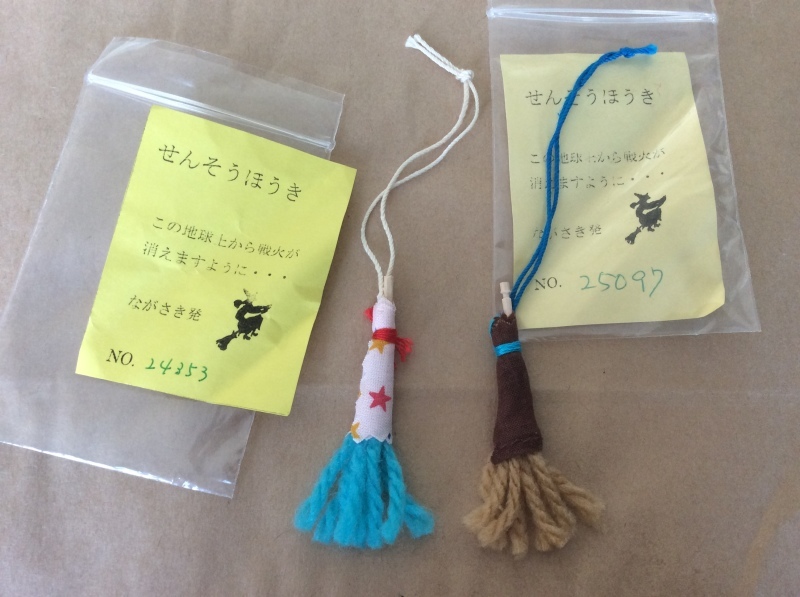 せんそうほうき
この地球上から戦火が
消えますように・・・
ながさき発
NO. 24353
せんそうほうき
この地球上から戦火が
消えますように・・・
ながさき発
NO. 25097